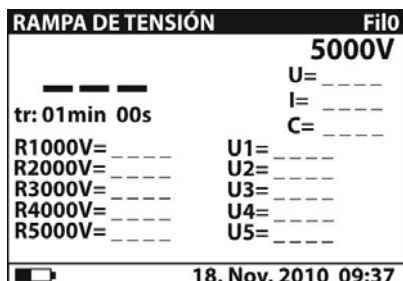 RAMPA DE TENSIÓN Fil0
5000V
U= _ _ _ _
--- I= _ _ _ _
tr: 01min 00s C= _ _ _ _
R1000V= _ _ _ _ U1= _ _ _ _
R2000V= _ _ _ _ U2= _ _ _ _
R3000V= _ _ _ _ U3= _ _ _ _
R4000V= _ _ _ _ U4= _ _ _ _
R5000V= _ _ _ _ U5= _ _ _ _
18. Nov. 2010 09:37